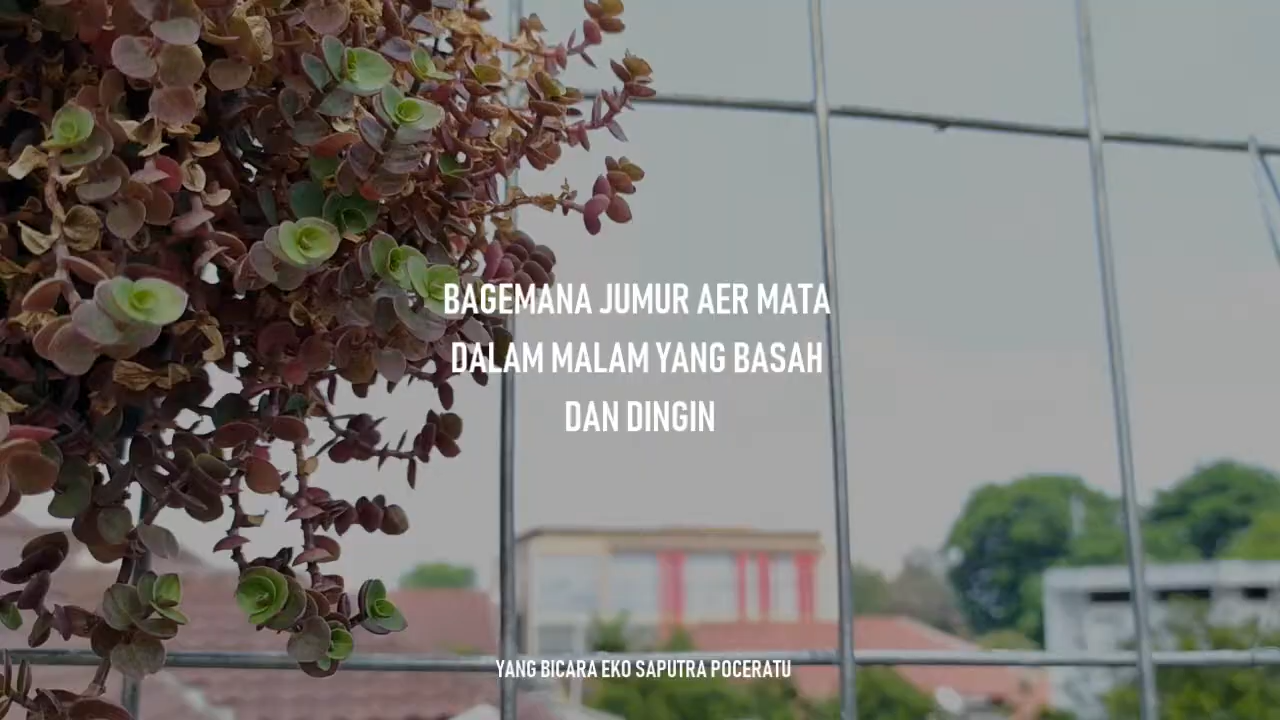 BAGEMANA JUMUR AER MATA
DALAM MALAM YANG BASAH
DAN DINGIN
YANG BICARA EKO SAPUTRA POCERATU